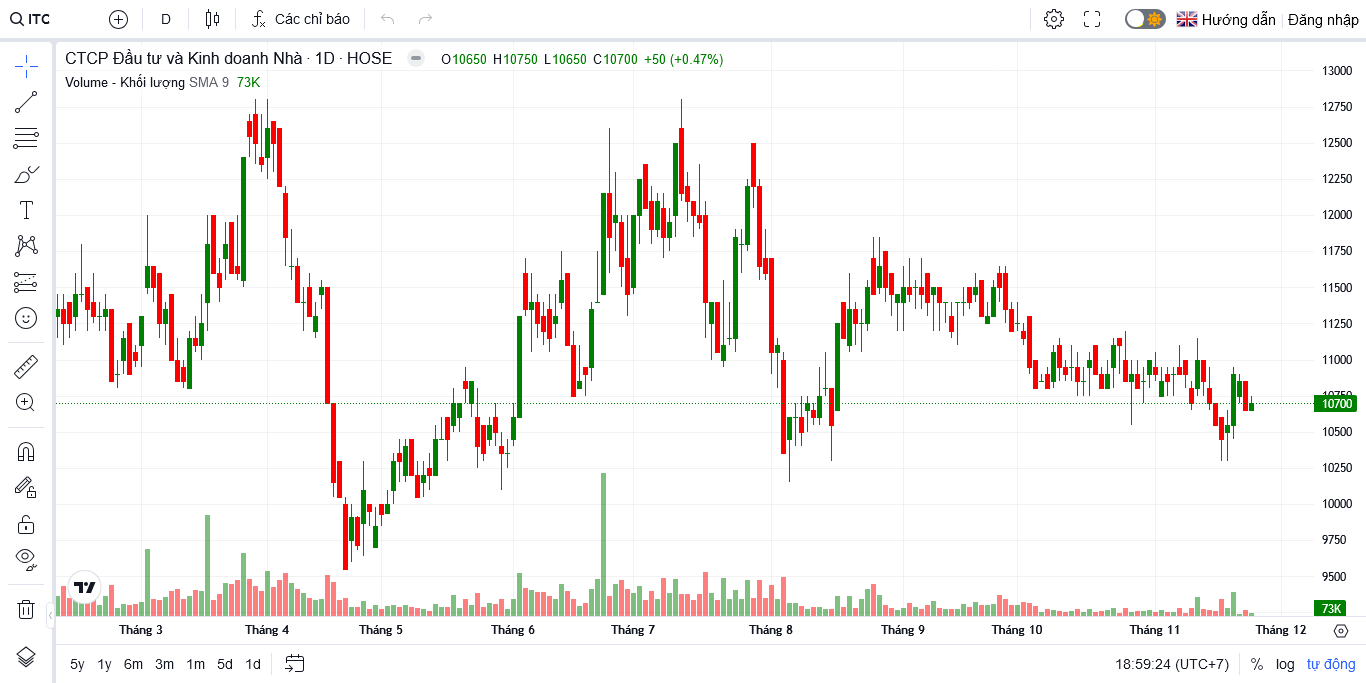 ITC D Các chỉ báo Hướng dẫn Đăng nhập
CTCP Đầu tư và Kinh doanh Nhà · 1D · HOSE O10650 H10750 L10650 C10700 +50 (+0.47%)
Volume - Khối lượng SMA 9 73K
13000
12750
12500
12250
12000
11750
11500
11250
11000
10750
10700
10500
10250
10000
9750
9500
73K
Tháng 3 Tháng 4 Tháng 5 Tháng 6 Tháng 7 Tháng 8 Tháng 9 Tháng 10 Tháng 11 Tháng 12
5y 1y 6m 3m 1m 5d 1d 18:59:24 (UTC+7) % log tự động